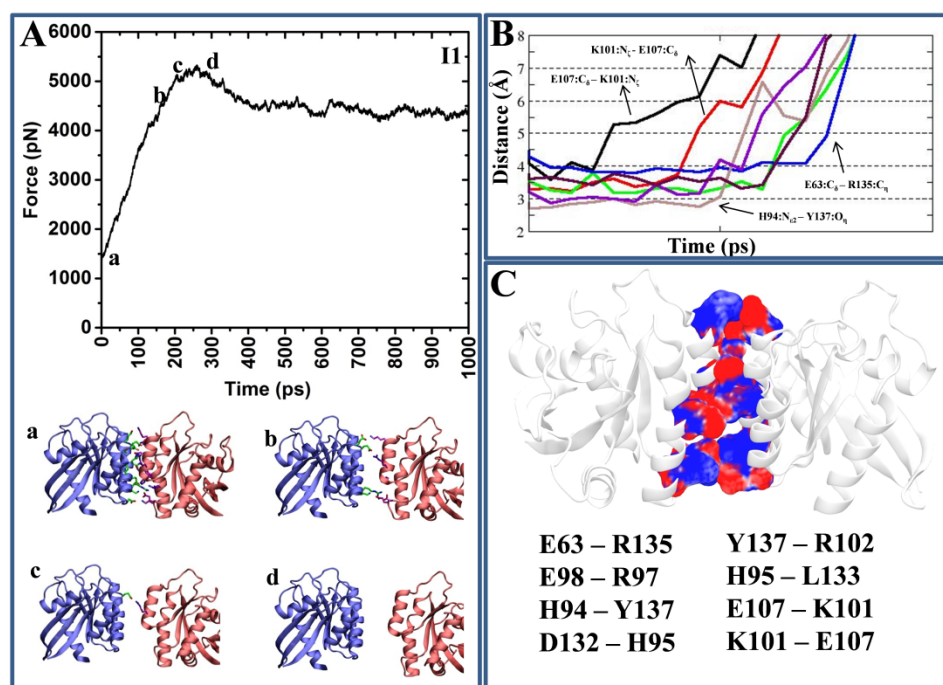 A
I1
6000
5000
4000
3000
2000
1000
0
Force (pN)
a
b
c
d
0 100 200 300 400 500 600 700 800 900 1000
Time (ps)
a
b
c
d
B
8
7
6
5
4
3
2
Distance (Å)
K101:Nζ - E107:Cδ
E107:Cδ – K101:Nζ
E63:Cδ – R135:Cη
H94:Nε2 – Y137:Oη
Time (ps)
C
E63 – R135 Y137 – R102
E98 – R97 H95 – L133
H94 – Y137 E107 – K101
D132 – H95 K101 – E107